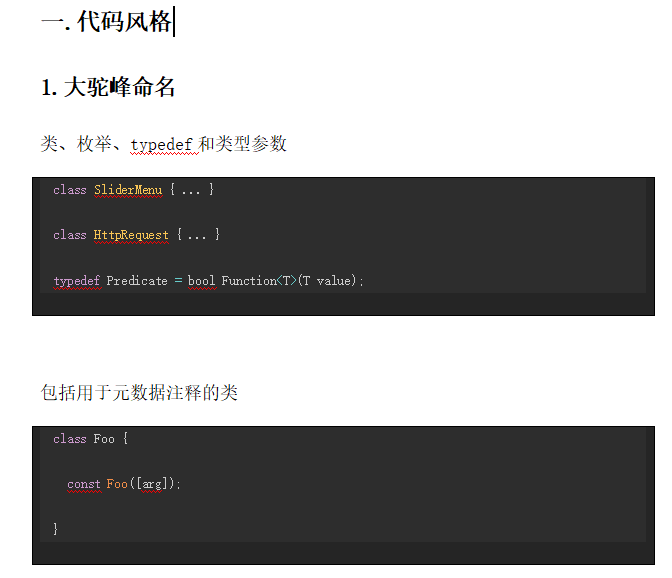 一. 代码风格
1. 大驼峰命名
类、枚举、typedef 和类型参数
class SliderMenu { ... }
class HttpRequest { ... }
typedef Predicate = bool Function<T>(T value);
包括用于元数据注释的类
class Foo {
const Foo([arg]);
}